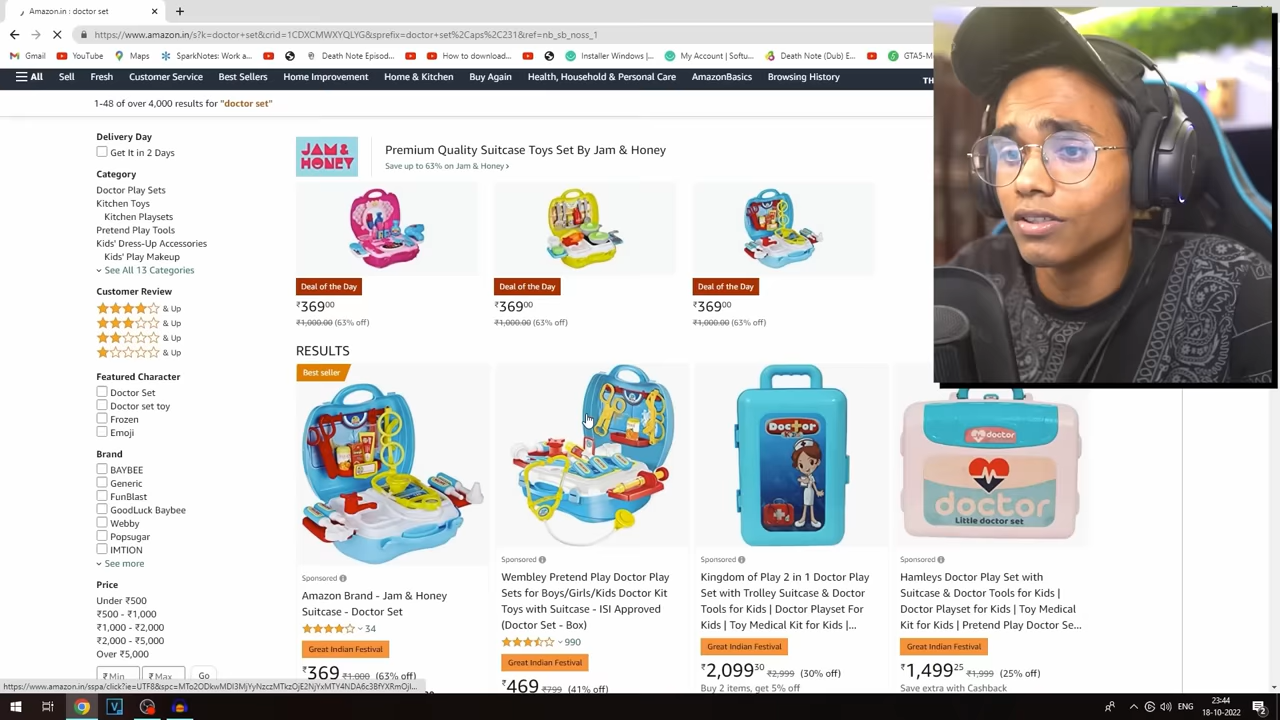 Amazon.in : doctor set
https://www.amazon.in/s?k=doctor+set&crid=1CDXCMWXYQLYG&sprefix=doctor+set%2Caps%2C231&ref=nb_sb_noss_1
Gmail YouTube Maps SparkNotes: Work a... Death Note Episod... How to download... Installer Windows |... My Account | Softu... Death Note (Dub) E... GTA5-M
All Sell Fresh Customer Service Best Sellers Home Improvement Home & Kitchen Buy Again Health, Household & Personal Care AmazonBasics Browsing History TH
1-48 of over 4,000 results for "doctor set"
Delivery Day
Get It in 2 Days
Category
Doctor Play Sets
Kitchen Toys
Kitchen Playsets
Pretend Play Tools
Kids' Dress-Up Accessories
Kids' Play Makeup
See All 13 Categories
Customer Review
& Up
& Up
& Up
& Up
Featured Character
Doctor Set
Doctor set toy
Frozen
Emoji
Brand
BAYBEE
Generic
FunBlast
GoodLuck Baybee
Webby
Popsugar
IMTION
See more
Price
Under ₹500
₹500 - ₹1,000
₹1,000 - ₹2,000
₹2,000 - ₹5,000
Over ₹5,000
₹ Min ₹ Max Go
JAM &
HONEY
Premium Quality Suitcase Toys Set By Jam & Honey
Save up to 63% on Jam & Honey ›
Deal of the Day Deal of the Day Deal of the Day
₹369.00 ₹369.00 ₹369.00
₹1,000.00 (63% off) ₹1,000.00 (63% off) ₹1,000.00 (63% off)
RESULTS
Best seller
Sponsored
Amazon Brand - Jam & Honey
Suitcase - Doctor Set
34
Great Indian Festival
₹369 ₹1,000 (63% off)
Sponsored
Wembley Pretend Play Doctor Play
Sets for Boys/Girls/Kids Doctor Kit
Toys with Suitcase - ISI Approved
(Doctor Set - Box)
990
Great Indian Festival
₹469 ₹799 (41% off)
Doctor
Sponsored
Kingdom of Play 2 in 1 Doctor Play
Set with Trolley Suitcase & Doctor
Tools for Kids | Doctor Playset For
Kids | Toy Medical Kit for Kids |...
Great Indian Festival
₹2,099.30 ₹2,999 (30% off)
Buy 2 items, get 5% off
doctor
doctor
Little doctor set
Sponsored
Hamleys Doctor Play Set with
Suitcase & Doctor Tools for Kids |
Doctor Playset for Kids | Toy Medical
Kit for Kids | Pretend Play Doctor Se...
Great Indian Festival
₹1,499.25 ₹1,999 (25% off)
Save extra with Cashback
ENG
23:44
18-10-2022
2